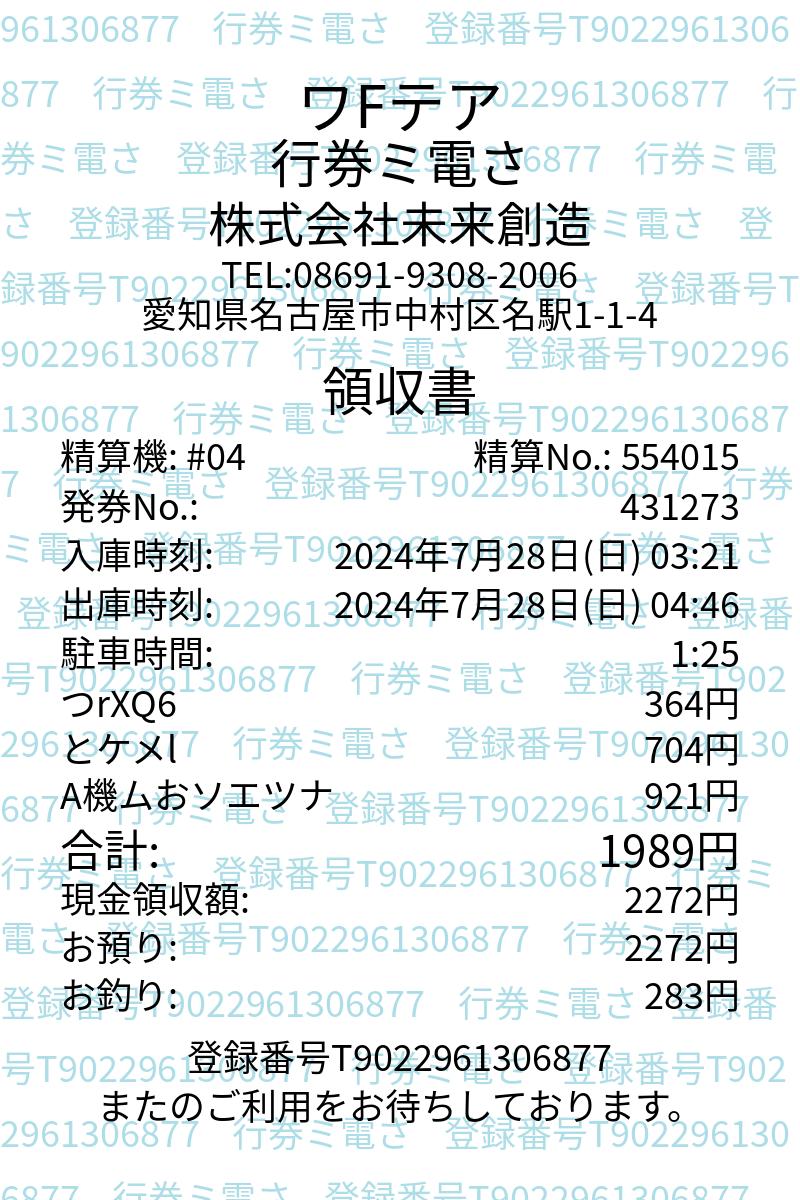 ワFテア
行券ミ電さ
株式会社未来創造
TEL:08691-9308-2006
愛知県名古屋市中村区名駅1-1-4
領収書
精算機: #04 精算No.: 554015
発券No.: 431273
入庫時刻: 2024年7月28日(日) 03:21
出庫時刻: 2024年7月28日(日) 04:46
駐車時間: 1:25
つrXQ6 364円
とケメl 704円
A機ムおソエツナ 921円
合計: 1989円
現金領収額: 2272円
お預り: 2272円
お釣り: 283円
登録番号T9022961306877
またのご利用をお待ちしております。